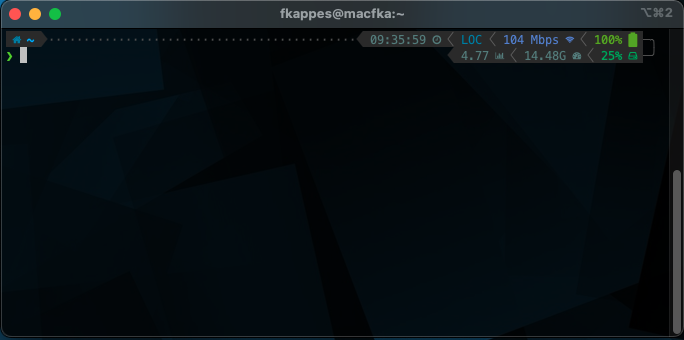 fkappes@macfka:~
⌥⌘2
~ 09:35:59 LOC 104 Mbps 100%
❯ 4.77 14.48G 25%